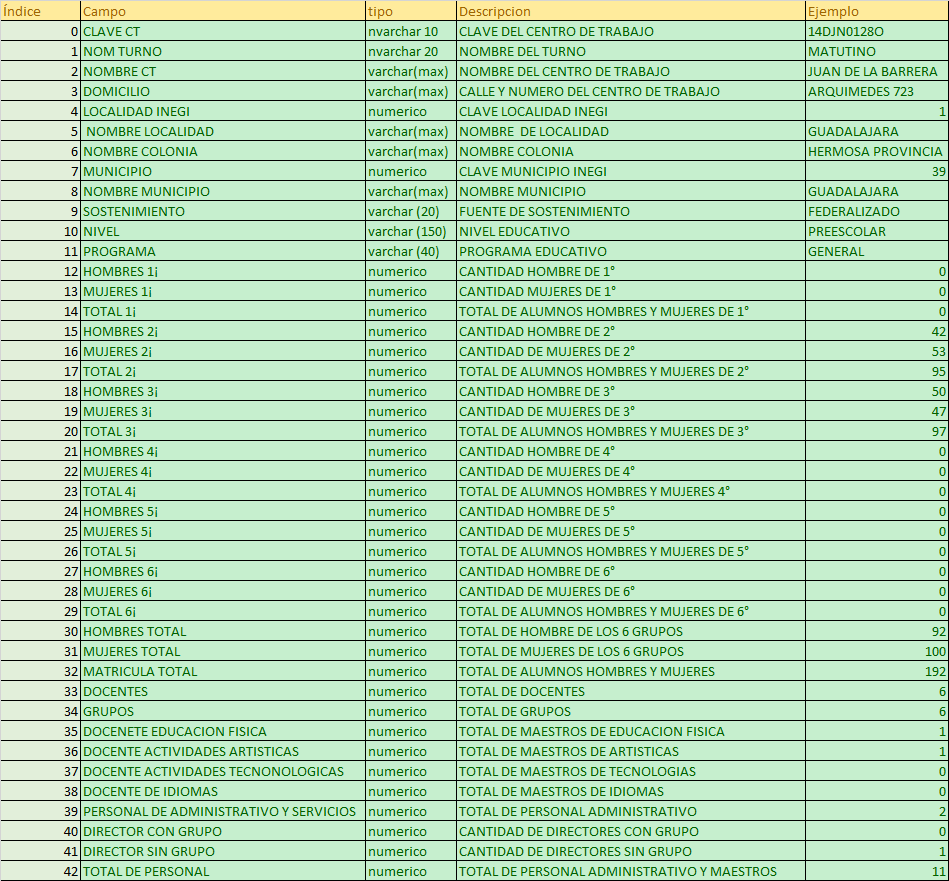 Índice Campo tipo Descripcion Ejemplo
0 CLAVE CT nvarchar 10 CLAVE DEL CENTRO DE TRABAJO 14DJN0128O
1 NOM TURNO nvarchar 20 NOMBRE DEL TURNO MATUTINO
2 NOMBRE CT varchar(max) NOMBRE DEL CENTRO DE TRABAJO JUAN DE LA BARRERA
3 DOMICILIO varchar(max) CALLE Y NUMERO DEL CENTRO DE TRABAJO ARQUIMEDES 723
4 LOCALIDAD INEGI numerico CLAVE LOCALIDAD INEGI 1
5 NOMBRE LOCALIDAD varchar(max) NOMBRE DE LOCALIDAD GUADALAJARA
6 NOMBRE COLONIA varchar(max) NOMBRE COLONIA HERMOSA PROVINCIA
7 MUNICIPIO numerico CLAVE MUNICIPIO INEGI 39
8 NOMBRE MUNICIPIO varchar(max) NOMBRE MUNICIPIO GUADALAJARA
9 SOSTENIMIENTO varchar (20) FUENTE DE SOSTENIMIENTO FEDERALIZADO
10 NIVEL varchar (150) NIVEL EDUCATIVO PREESCOLAR
11 PROGRAMA varchar (40) PROGRAMA EDUCATIVO GENERAL
12 HOMBRES 1¡ numerico CANTIDAD HOMBRE DE 1° 0
13 MUJERES 1¡ numerico CANTIDAD MUJERES DE 1° 0
14 TOTAL 1¡ numerico TOTAL DE ALUMNOS HOMBRES Y MUJERES DE 1° 0
15 HOMBRES 2¡ numerico CANTIDAD HOMBRE DE 2° 42
16 MUJERES 2¡ numerico CANTIDAD DE MUJERES DE 2° 53
17 TOTAL 2¡ numerico TOTAL DE ALUMNOS HOMBRES Y MUJERES DE 2° 95
18 HOMBRES 3¡ numerico CANTIDAD HOMBRE DE 3° 50
19 MUJERES 3¡ numerico CANTIDAD DE MUJERES DE 3° 47
20 TOTAL 3¡ numerico TOTAL DE ALUMNOS HOMBRES Y MUJERES DE 3° 97
21 HOMBRES 4¡ numerico CANTIDAD HOMBRE DE 4° 0
22 MUJERES 4¡ numerico CANTIDAD DE MUJERES DE 4° 0
23 TOTAL 4¡ numerico TOTAL DE ALUMNOS HOMBRES Y MUJERES 4° 0
24 HOMBRES 5¡ numerico CANTIDAD HOMBRE DE 5° 0
25 MUJERES 5¡ numerico CANTIDAD DE MUJERES DE 5° 0
26 TOTAL 5¡ numerico TOTAL DE ALUMNOS HOMBRES Y MUJERES DE 5° 0
27 HOMBRES 6¡ numerico CANTIDAD HOMBRE DE 6° 0
28 MUJERES 6¡ numerico CANTIDAD DE MUJERES DE 6° 0
29 TOTAL 6¡ numerico TOTAL DE ALUMNOS HOMBRES Y MUJERES DE 6° 0
30 HOMBRES TOTAL numerico TOTAL DE HOMBRE DE LOS 6 GRUPOS 92
31 MUJERES TOTAL numerico TOTAL DE MUJERES DE LOS 6 GRUPOS 100
32 MATRICULA TOTAL numerico TOTAL DE ALUMNOS HOMBRES Y MUJERES 192
33 DOCENTES numerico TOTAL DE DOCENTES 6
34 GRUPOS numerico TOTAL DE GRUPOS 6
35 DOCENETE EDUCACION FISICA numerico TOTAL DE MAESTROS DE EDUCACION FISICA 1
36 DOCENTE ACTIVIDADES ARTISTICAS numerico TOTAL DE MAESTROS DE ARTISTICAS 1
37 DOCENTE ACTIVIDADES TECNONOLOGICAS numerico TOTAL DE MAESTROS DE TECNOLOGIAS 0
38 DOCENTE DE IDIOMAS numerico TOTAL DE MAESTROS DE IDIOMAS 0
39 PERSONAL DE ADMINISTRATIVO Y SERVICIOS numerico TOTAL DE PERSONAL ADMINISTRATIVO 2
40 DIRECTOR CON GRUPO numerico CANTIDAD DE DIRECTORES CON GRUPO 0
41 DIRECTOR SIN GRUPO numerico CANTIDAD DE DIRECTORES SIN GRUPO 1
42 TOTAL DE PERSONAL numerico TOTAL DE PERSONAL ADMINISTRATIVO Y MAESTROS 11